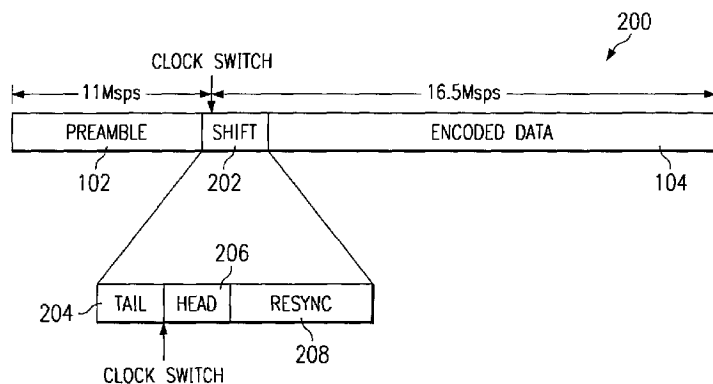 200
CLOCK SWITCH
11Msps
16.5Msps
PREAMBLE
SHIFT
ENCODED DATA
102
202
104
206
204
TAIL
HEAD
RESYNC
208
CLOCK SWITCH